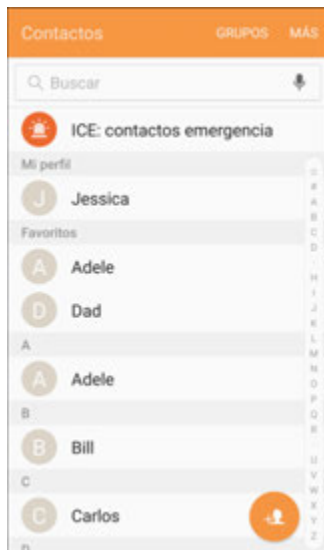 Contactos GRUPOS MÁS
Buscar
ICE: contactos emergencia
Mi perfil
J Jessica
Favoritos
A Adele
D Dad
A
A Adele
B
B Bill
C
C Carlos
D
#
A
B
C
D
H
I
J
K
L
M
N
O
P
Q
R
U
V
W
X
Y
Z